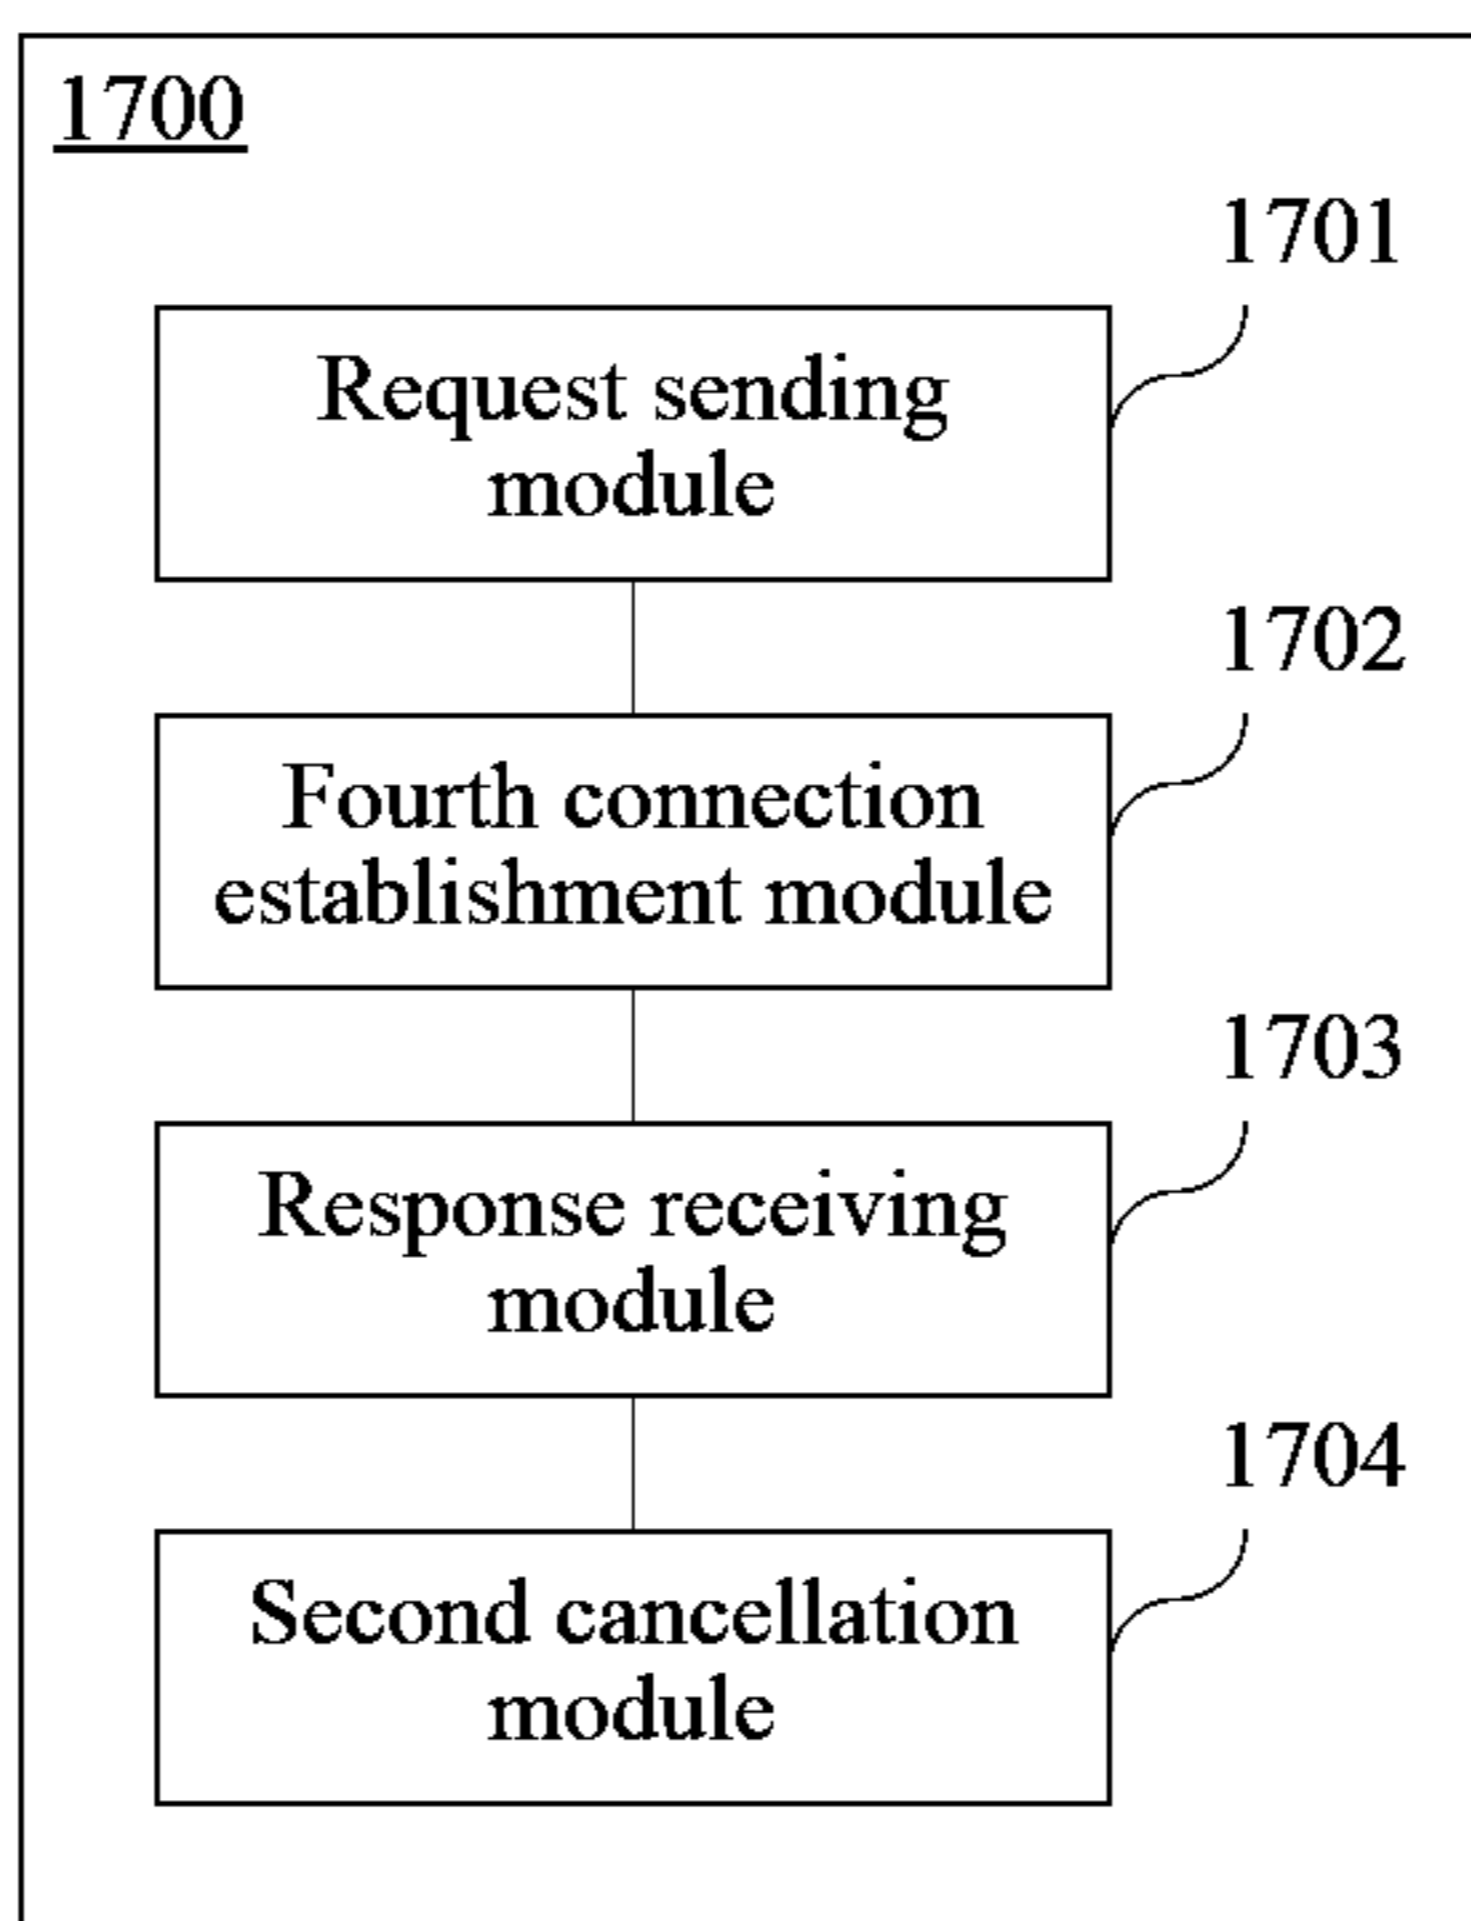 1700
1701
Request sending
module
1702
Fourth connection
establishment module
1703
Response receiving
module
1704
Second cancellation
module